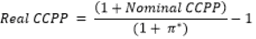 Real CCPP = (1 + Nominal CCPP) / (1 + π*) − 1